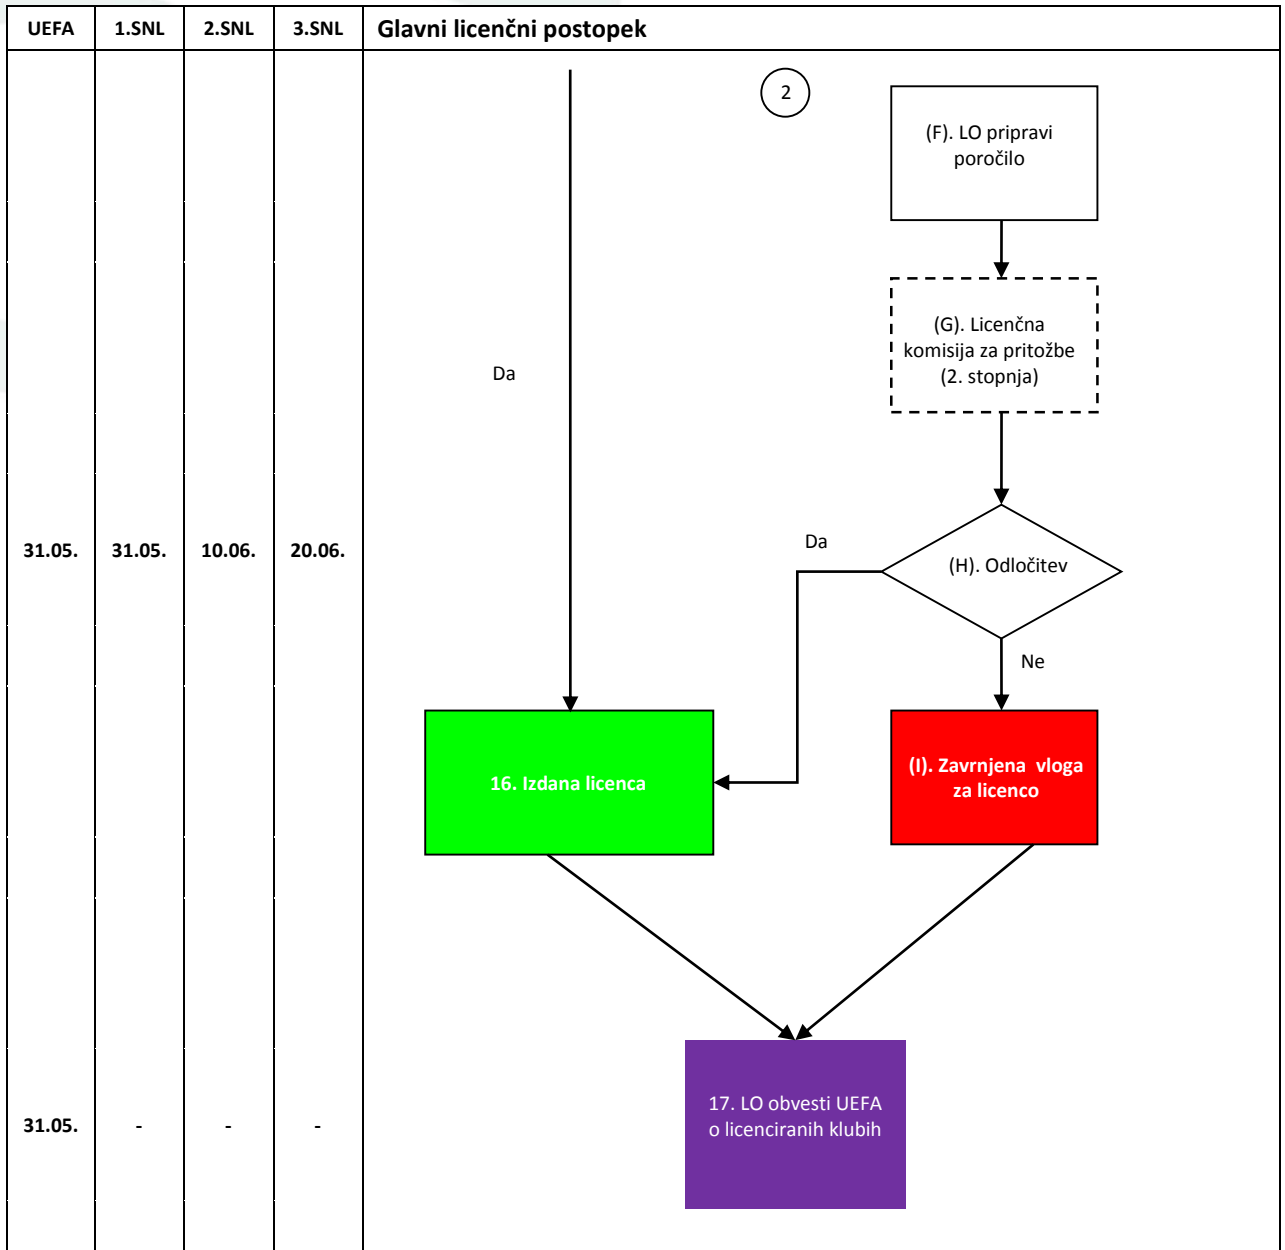 UEFA 1.SNL 2.SNL 3.SNL Glavni licenčni postopek
2
(F). LO pripravi
poročilo
(G). Licenčna
komisija za pritožbe
(2. stopnja)
Da
31.05. 31.05. 10.06. 20.06.
Da
(H). Odločitev
Ne
16. Izdana licenca
(I). Zavrnjena vloga
za licenco
31.05. - - -
17. LO obvesti UEFA
o licenciranih klubih